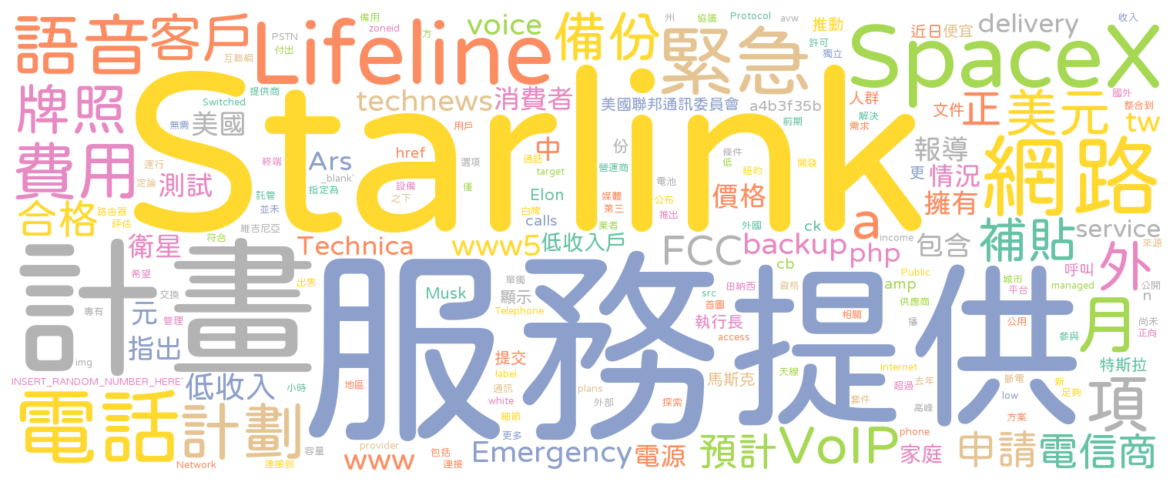 Starlink
服務提供
計畫
SpaceX
Lifeline
網路
語音客戶
緊急
備份
voice
delivery
近日
便宜
推動
牌照
費用
technews
消費者
美國聯邦通訊委員會
a4b3f35b
人群
文件
正
美元
tw
美國
Ars
href
中
份
價格
報導
更
情況
擁有
測試
合格
衛星
Technica
Elon
calls
www5
低收入戶
FCC
backup
php
a
ck
cb
包含
補貼
service
外
月
呼叫
amp
Musk
顯示
元
指出
低收入
執行長
提交
馬斯克
特斯拉
項
電話
計劃
www
Emergency
電源
預計
VoIP
家庭
申請
電信商
備用
zoneid
方
PSTN
付出
互聯網
提供商
Switched
無需
用戶
選項
運行
定論
_blank'
終端
託管
指定為
設備
之下
僅
並未
路由器
評估
符合
維吉尼亞
希望
交換
專有
管理
出售
img
INSERT_RANDOM_NUMBER_HERE'
小時
地區
Network
連接到
容量
provider
包括
連接
單獨
Telephone
label
通訊
white
細節
更多
plans
外部
探索
access
src
首圖
田納西
資格
相關
天線
套件
超過
去年
高峰
phone
Internet
斷電
low
方案
新
足夠
供應商
播
Public
城市
平台
公用
managed
參與
公開
n
尚未
正向
來源
income
外國
業者
白牌
target
通話
營運商
電池
媒體
第三
公布
推出
條件
低
紐約
開發
前期
解決
需求
州
協議
Protocol
avw
許可
獨立
收入
國外
整合到